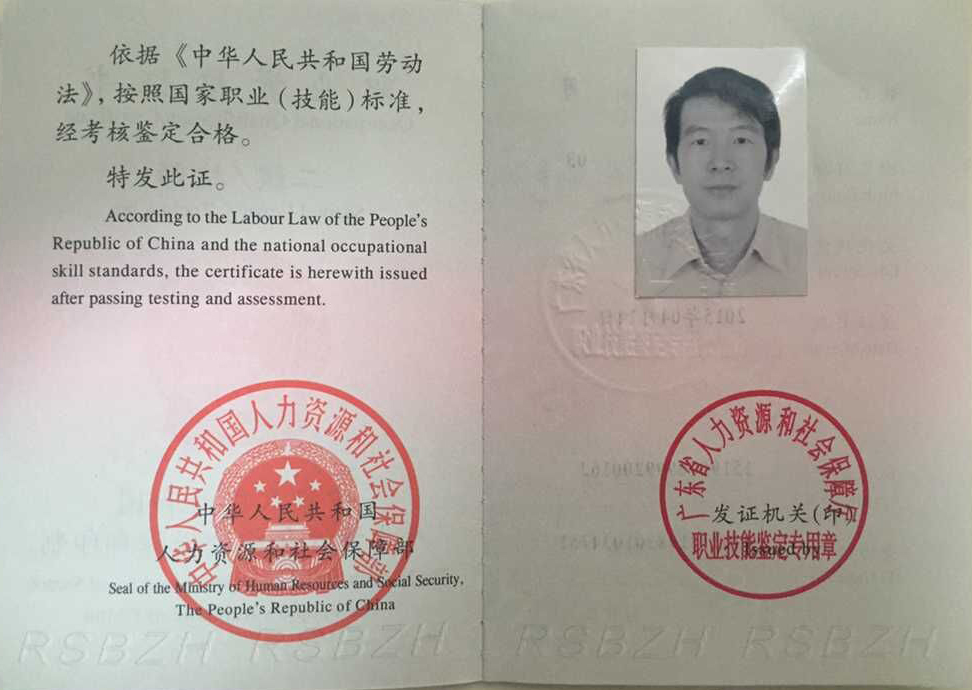 依据《中华人民共和国劳动
法》，按照国家职业（技能）标准，
经考核鉴定合格。
特发此证。
According to the Labour Law of the People's
Republic of China and the national occupational
skill standards, the certificate is herewith issued
after passing testing and assessment.
中华人民共和国人力资源和社会保障部
中华人民共和国
人力资源和社会保障部
Seal of the Ministry of Human Resources and Social Security,
The People's Republic of China
RSBZH RSBZH
广东省人力资源和社会保障厅
发证机关(印)
职业技能鉴定专用章
Issued by
RSBZH RSBZH